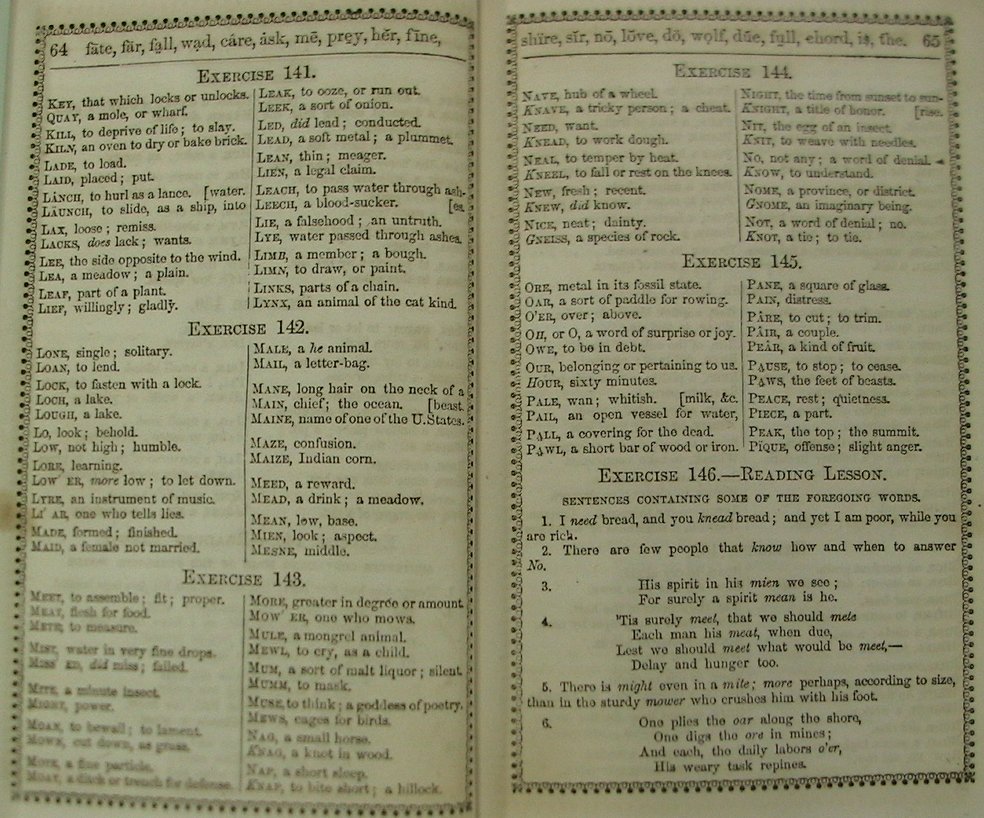 64 fāte, fär, fa̤ll, wad, cáre, ȧsk, mē, prey, hẽr, fīne,
EXERCISE 141.
KEY, that which locks or unlocks.
QUAY, a mole, or wharf.
KILL, to deprive of life; to slay.
KILN, an oven to dry or bake brick.
LADE, to load.
LAID, placed; put.
LÄNCH, to hurl as a lance. [water.
LÄUNCH, to slide, as a ship, into
LAX, loose; remiss.
LACKS, does lack; wants.
LEE, the side opposite to the wind.
LEA, a meadow; a plain.
LEAF, part of a plant.
LIEF, willingly; gladly.
LEAK, to ooze, or run out.
LEEK, a sort of onion.
LED, did lead; conducted.
LEAD, a soft metal; a plummet.
LEAN, thin; meager.
LIEN, a legal claim.
LEACH, to pass water through ash-
LEECH, a blood-sucker. [es.
LIE, a falsehood; an untruth.
LYE, water passed through ashes.
LIMB, a member; a bough.
LIMN, to draw, or paint.
LINKS, parts of a chain.
LYNX, an animal of the cat kind.
EXERCISE 142.
LONE, single; solitary.
LOAN, to lend.
LOCK, to fasten with a lock.
LOCH, a lake.
LOUGH, a lake.
LO, look; behold.
LOW, not high; humble.
LORE, learning.
LOW' ER, more low; to let down.
LYRE, an instrument of music.
LI' AR, one who tells lies.
MADE, formed; finished.
MAID, a female not married.
MALE, a he animal.
MAIL, a letter-bag.
MANE, long hair on the neck of a
MAIN, chief; the ocean. [beast.
MAINE, name of one of the U. States.
MAZE, confusion.
MAIZE, Indian corn.
MEED, a reward.
MEAD, a drink; a meadow.
MEAN, low, base.
MIEN, look; aspect.
MESNE, middle.
EXERCISE 143.
MEET, to assemble; fit; proper.
MEAT, flesh for food.
METE, to measure.
MIST, water in very fine drops.
MISS' ED, did miss; failed.
MITE, a minute insect.
MIGHT, power.
MOAN, to bewail; to lament.
MOWN, cut down, as grass.
MOTE, a fine particle.
MOAT, a ditch or trench for defense.
MORE, greater in degree or amount.
MOW' ER, one who mows.
MULE, a mongrel animal.
MEWL, to cry, as a child.
MUM, a sort of malt liquor; silent.
MUMM, to mask.
MUSE, to think; a goddess of poetry.
MEWS, cages for birds.
NAG, a small horse.
KNAG, a knot in wood.
NAP, a short sleep.
KNAP, to bite short; a hillock.
shīre, sīr, nō, lóve, dö, wolf, dūe, full, chord, is, the. 65
EXERCISE 144.
NAVE, hub of a wheel.
KNAVE, a tricky person; a cheat.
NEED, want.
KNEAD, to work dough.
NEAL, to temper by heat.
KNEEL, to fall or rest on the knees.
NEW, fresh; recent.
KNEW, did know.
NICE, neat; dainty.
GNEISS, a species of rock.
NIGHT, the time from sunset to sun-
KNIGHT, a title of honor. [rise.
NIT, the egg of an insect.
KNIT, to weave with needles.
NO, not any; a word of denial.
KNOW, to understand.
NOME, a province, or district.
GNOME, an imaginary being.
NOT, a word of denial; no.
KNOT, a tie; to tie.
EXERCISE 145.
ORE, metal in its fossil state.
OAR, a sort of paddle for rowing.
O'ER, over; above.
OH, or O, a word of surprise or joy.
OWE, to be in debt.
OUR, belonging or pertaining to us.
HOUR, sixty minutes.
PALE, wan; whitish. [milk, &c.
PAIL, an open vessel for water,
PALL, a covering for the dead.
PAWL, a short bar of wood or iron.
PANE, a square of glass.
PAIN, distress.
PÂRE, to cut; to trim.
PÂIR, a couple.
PEÂR, a kind of fruit.
PAUSE, to stop; to cease.
PAWS, the feet of beasts.
PEACE, rest; quietness.
PIECE, a part.
PEAK, the top; the summit.
PIQUE, offense; slight anger.
EXERCISE 146.—READING LESSON.
SENTENCES CONTAINING SOME OF THE FOREGOING WORDS.
1. I need bread, and you knead bread; and yet I am poor, while you
are rich.
2. There are few people that know how and when to answer
No.
3. His spirit in his mien we see;
For surely a spirit mean is he.
4. 'Tis surely meet, that we should mete
Each man his meat, when due,
Lest we should meet what would be meet,—
Delay and hunger too.
5. There is might even in a mite; more perhaps, according to size,
than in the sturdy mower who crushes him with his foot.
6. One plies the oar along the shore,
One digs the ore in mines;
And each, the daily labors o'er,
His weary task repines.